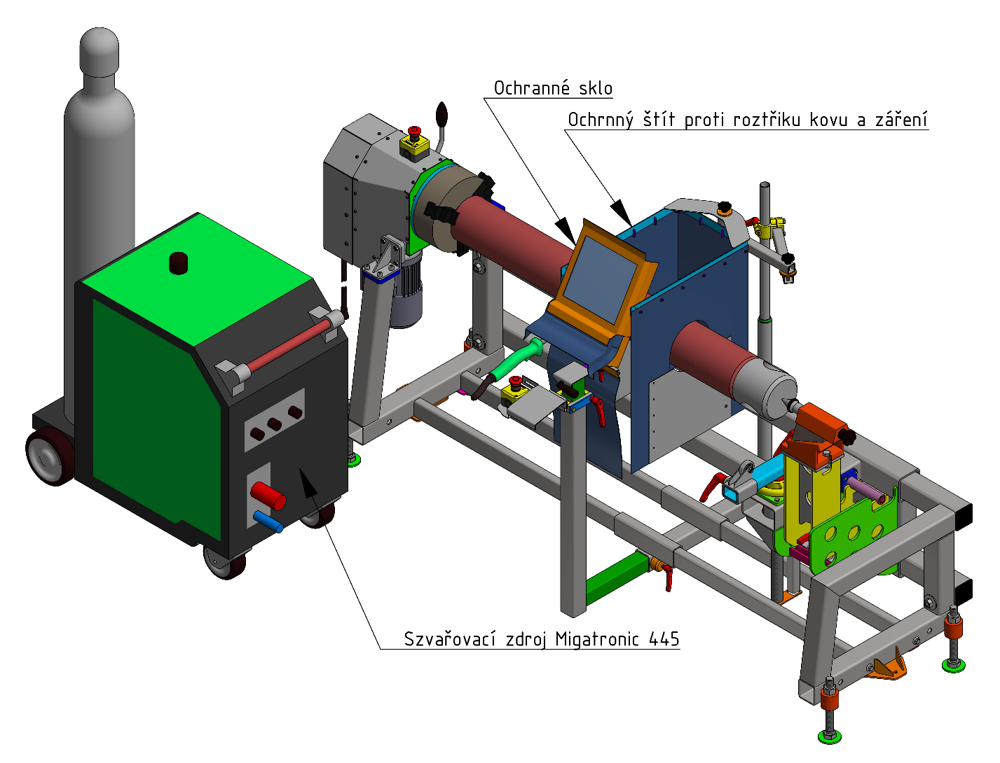 Ochranné sklo
Ochrnný štít proti roztřiku kovu a záření
Szvařovací zdroj Migatronic 445